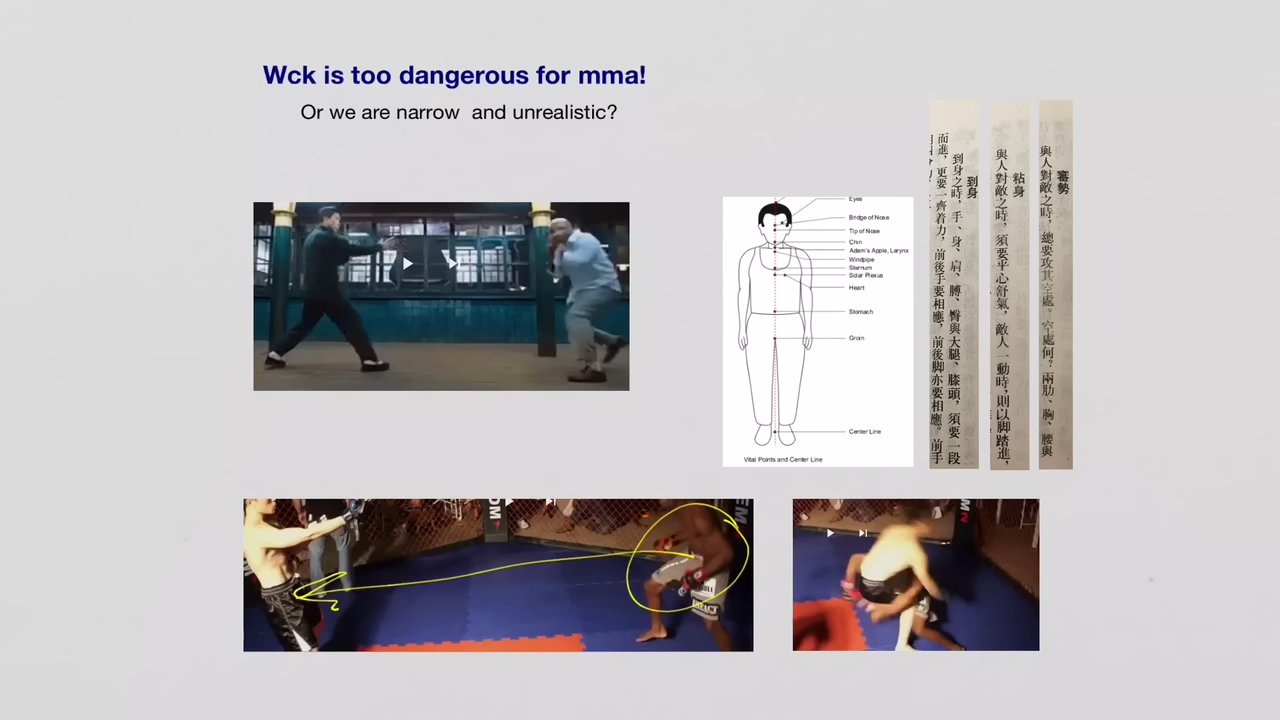 Wck is too dangerous for mma!
Or we are narrow and unrealistic?
Eyes
Bridge of Nose
Tip of Nose
Chin
Adam's Apple, Larynx
Windpipe
Sternum
Solar Plexus
Heart
Stomach
Groin
Center Line
Vital Points and Center Line
審勢
與人對敵之時，總要攻其空處。空處何？兩肋、胸、腰與
粘身
與人對敵之時，須要平心舒氣，敵人一動時，則以脚踏進，
到身
到身之時，手、身、肩、膊、臀與大腿、膝頭，須要一段
而進，更要一齊着力，前後手要相應，前後脚亦要相應。前手
OM
EM
IMPACT
M 2